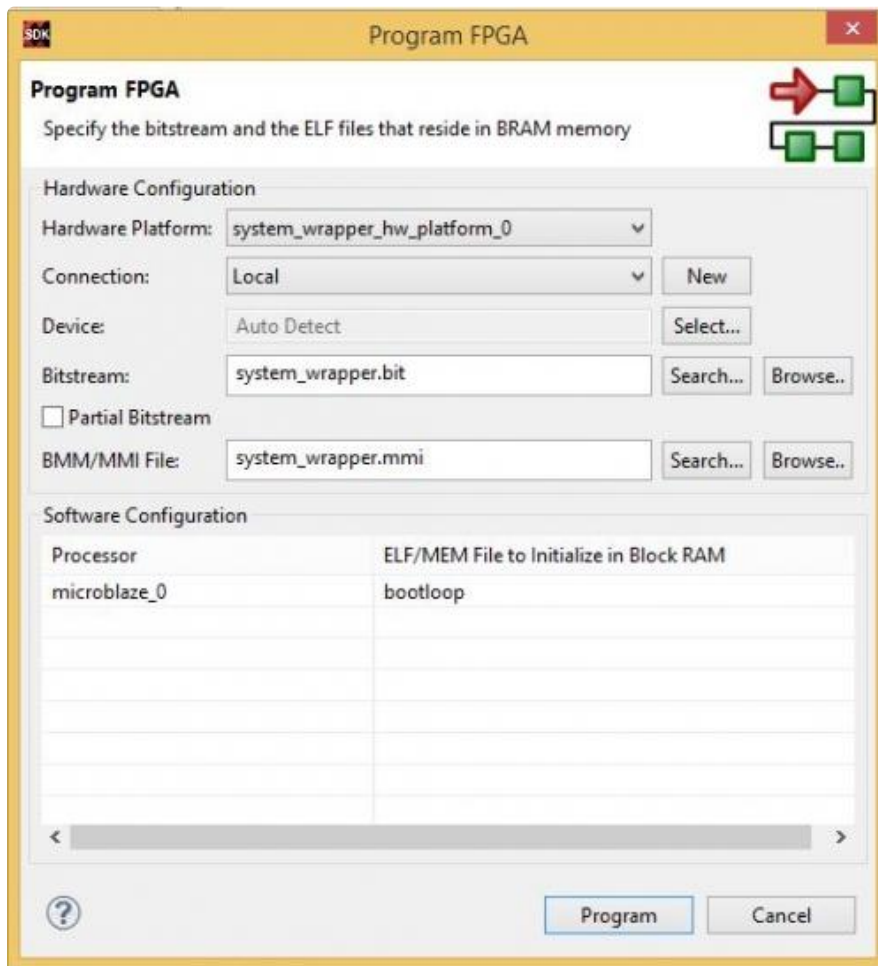 SDK
Program FPGA
Program FPGA
Specify the bitstream and the ELF files that reside in BRAM memory
Hardware Configuration
Hardware Platform: system_wrapper_hw_platform_0
Connection: Local New
Device: Auto Detect Select...
Bitstream: system_wrapper.bit Search... Browse..
Partial Bitstream
BMM/MMI File: system_wrapper.mmi Search... Browse..
Software Configuration
Processor ELF/MEM File to Initialize in Block RAM
microblaze_0 bootloop
Program Cancel